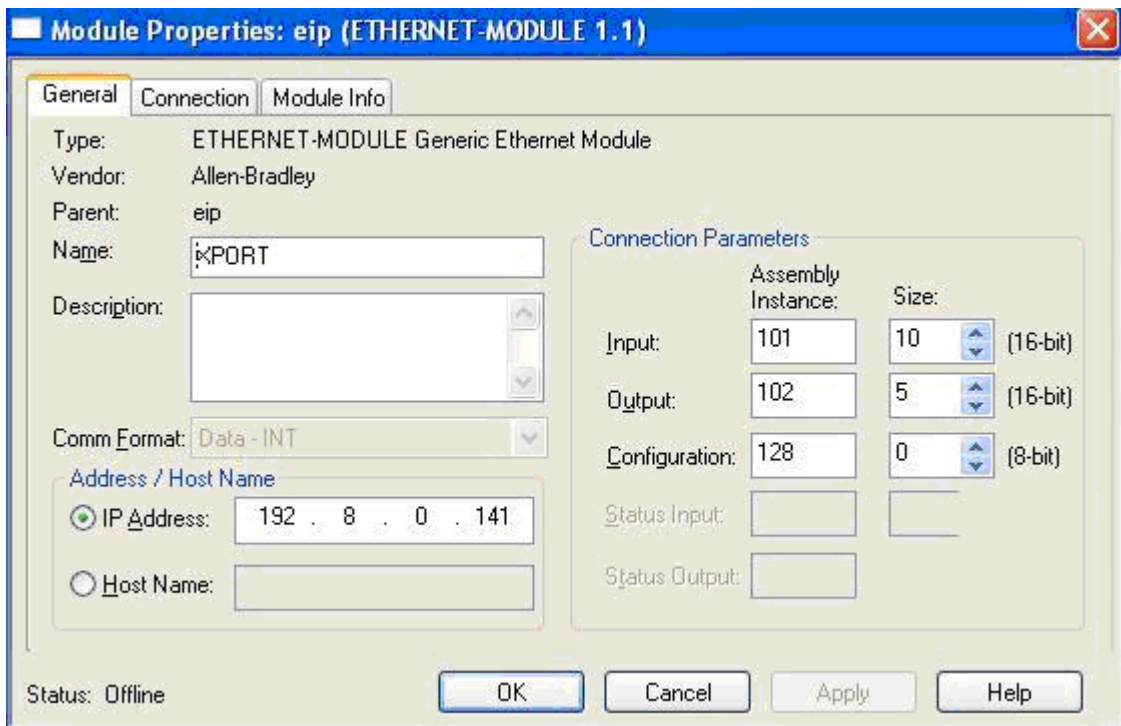 Module Properties: eip (ETHERNET-MODULE 1.1)
General Connection Module Info
Type: ETHERNET-MODULE Generic Ethernet Module
Vendor: Allen-Bradley
Parent: eip
Name: XPORT
Description:
Comm Format: Data - INT
Address / Host Name
IP Address: 192 . 8 . 0 . 141
Host Name:
Connection Parameters
Assembly
Instance: Size:
Input: 101 10 (16-bit)
Output: 102 5 (16-bit)
Configuration: 128 0 (8-bit)
Status Input:
Status Output:
Status: Offline OK Cancel Apply Help